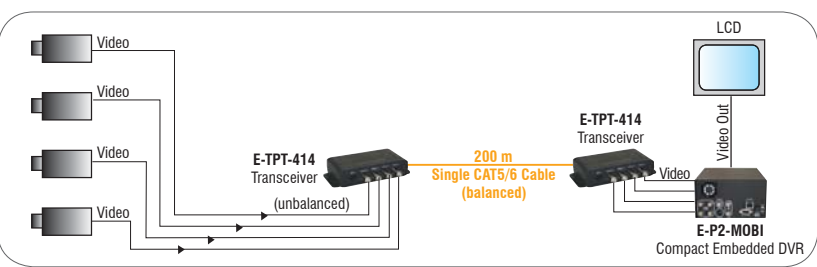 Video
Video
Video
Video
E-TPT-414
Transceiver
(unbalanced)
200 m
Single CAT5/6 Cable
(balanced)
E-TPT-414
Transceiver
Video
LCD
Video Out
E-P2-MOBI
Compact Embedded DVR